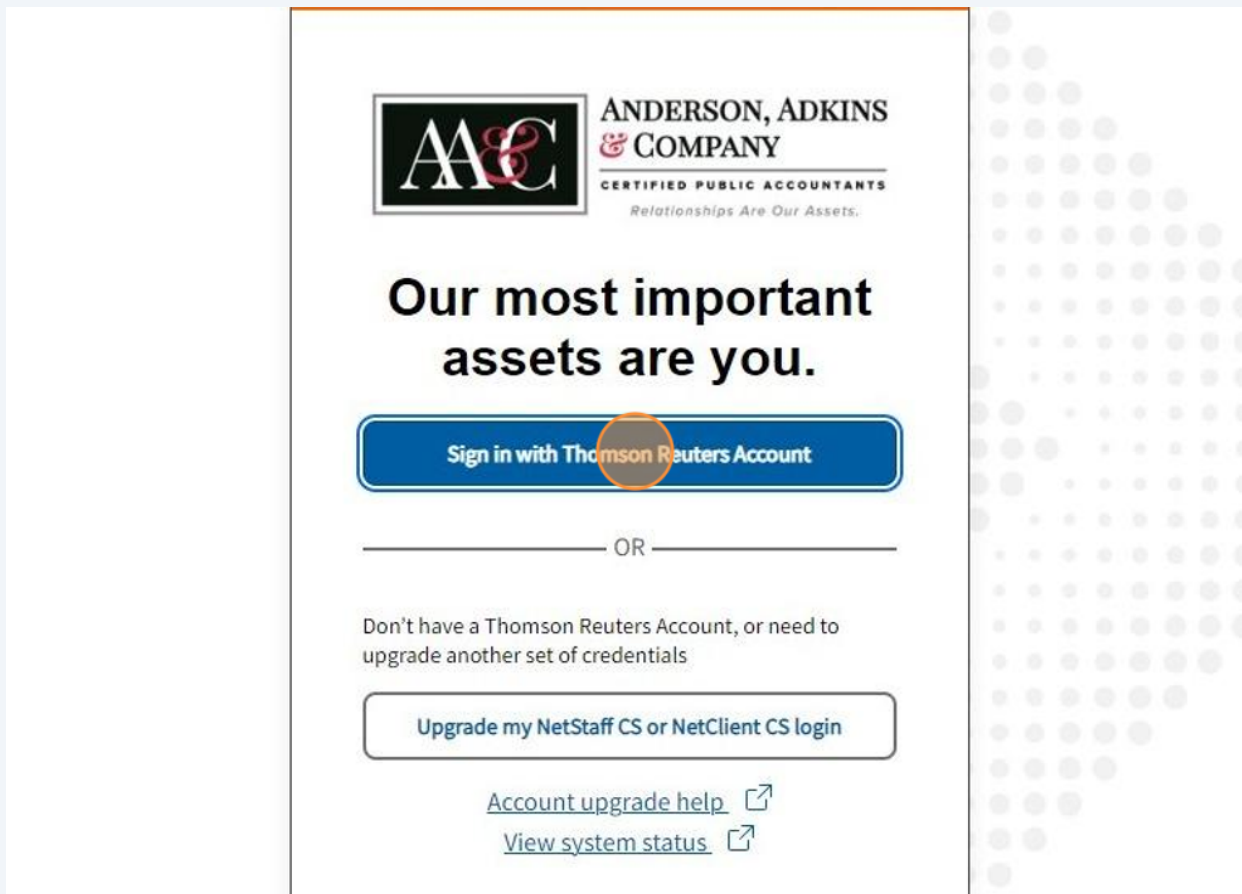 AA&C
ANDERSON, ADKINS
& COMPANY
CERTIFIED PUBLIC ACCOUNTANTS
Relationships Are Our Assets.
Our most important
assets are you.
Sign in with Thomson Reuters Account
OR
Don't have a Thomson Reuters Account, or need to
upgrade another set of credentials
Upgrade my NetStaff CS or NetClient CS login
Account upgrade help
View system status